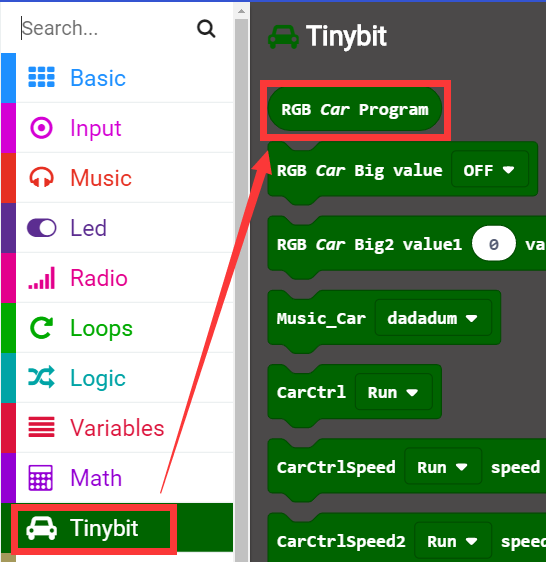 Search...
Basic
Input
Music
Led
Radio
Loops
Logic
Variables
Math
Tinybit
Tinybit
RGB Car Program
RGB Car Big value OFF
RGB Car Big2 value1 0 va
Music_Car dadadum
CarCtrl Run
CarCtrlSpeed Run speed
CarCtrlSpeed2 Run speed